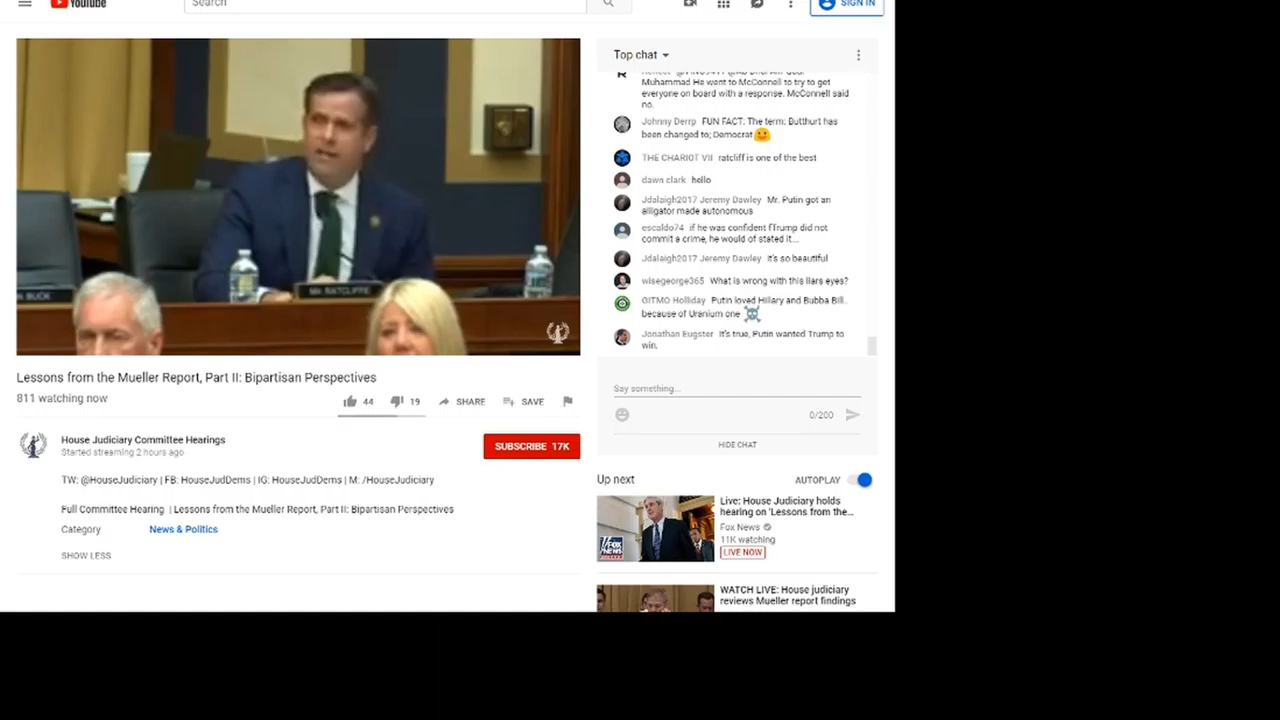 YouTube
Search
SIGN IN
K BUCK
MR. RATCLIFFE
Lessons from the Mueller Report, Part II: Bipartisan Perspectives
811 watching now
44
19
SHARE
SAVE
House Judiciary Committee Hearings
Started streaming 2 hours ago
SUBSCRIBE 17K
TW: @HouseJudiciary | FB: HouseJudDems | IG: HouseJudDems | M: /HouseJudiciary
Full Committee Hearing | Lessons from the Mueller Report, Part II: Bipartisan Perspectives
Category
News & Politics
SHOW LESS
Top chat
Muhammad He went to McConnell to try to get
everyone on board with a response. McConnell said
no.
Johnny Derrp FUN FACT: The term; Butthurt has
been changed to; Democrat
THE CHARIOT VII ratcliff is one of the best
dawn clark hello
Jdalaigh2017 Jeremy Dawley Mr. Putin got an
alligator made autonomous
escaldo74 if he was confident fTrump did not
commit a crime, he would of stated it...
Jdalaigh2017 Jeremy Dawley It's so beautiful
wisegeorge365 What is wrong with this liars eyes?
GITMO Holliday Putin loved Hillary and Bubba Bill..
because of Uranium one
Jonathan Eugster It's true, Putin wanted Trump to
win.
Say something...
0/200
HIDE CHAT
Up next
AUTOPLAY
FOX
NEWS
Live: House Judiciary holds
hearing on 'Lessons from the...
Fox News
11K watching
LIVE NOW
WATCH LIVE: House judiciary
reviews Mueller report findings